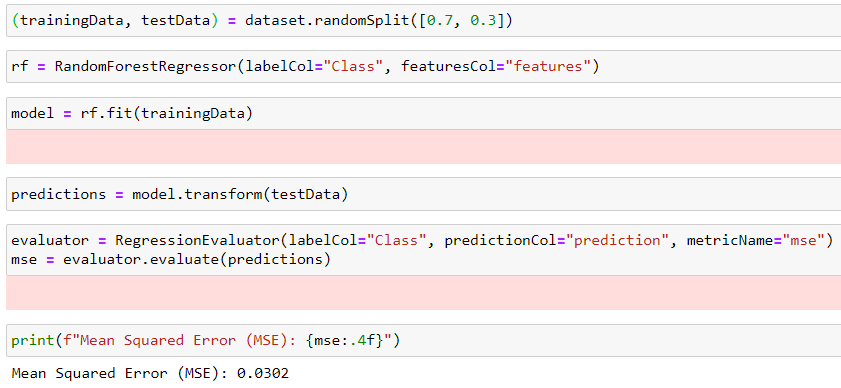 (trainingData, testData) = dataset.randomSplit([0.7, 0.3])
rf = RandomForestRegressor(labelCol="Class", featuresCol="features")
model = rf.fit(trainingData)
predictions = model.transform(testData)
evaluator = RegressionEvaluator(labelCol="Class", predictionCol="prediction", metricName="mse")
mse = evaluator.evaluate(predictions)
print(f"Mean Squared Error (MSE): {mse:.4f}")
Mean Squared Error (MSE): 0.0302